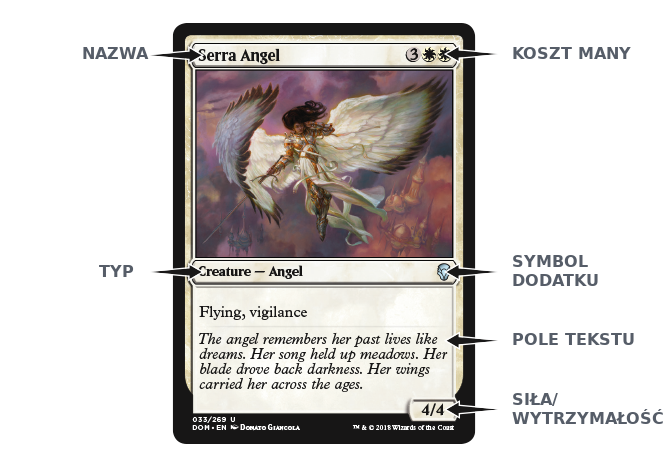 NAZWA
Serra Angel
3
KOSZT MANY
TYP
Creature — Angel
SYMBOL
DODATKU
Flying, vigilance
The angel remembers her past lives like
dreams. Her song held up meadows. Her
blade drove back darkness. Her wings
carried her across the ages.
POLE TEKSTU
4/4
SIŁA/
WYTRZYMAŁOŚĆ
033/269 U
DOM • EN Donato Giancola
™ & © 2018 Wizards of the Coast